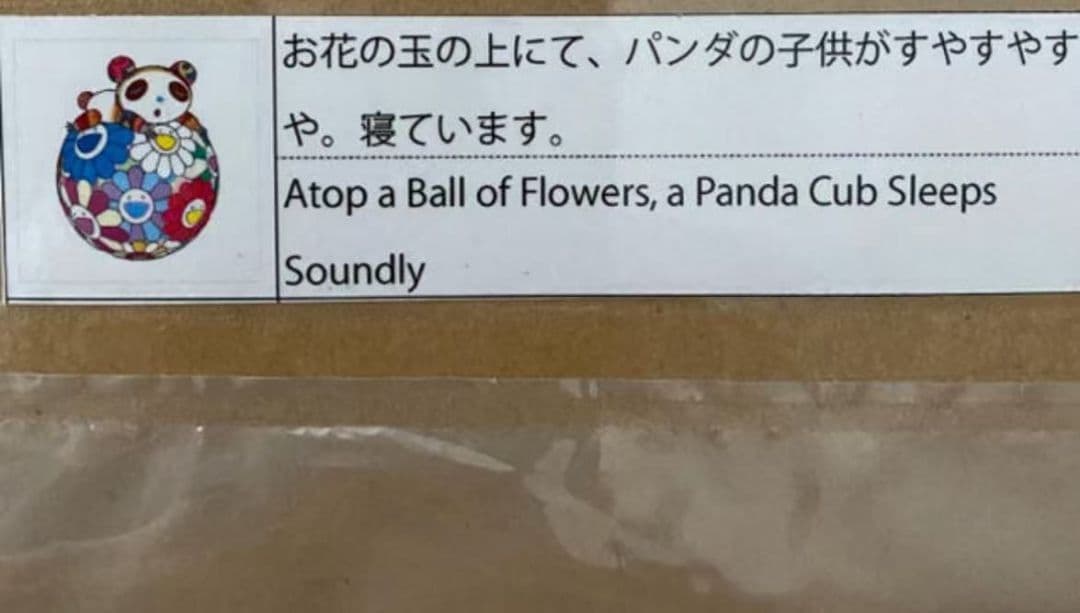 お花の玉の上にて、パンダの子供がすやすやす
や。寝ています。
Atop a Ball of Flowers, a Panda Cub Sleeps
Soundly